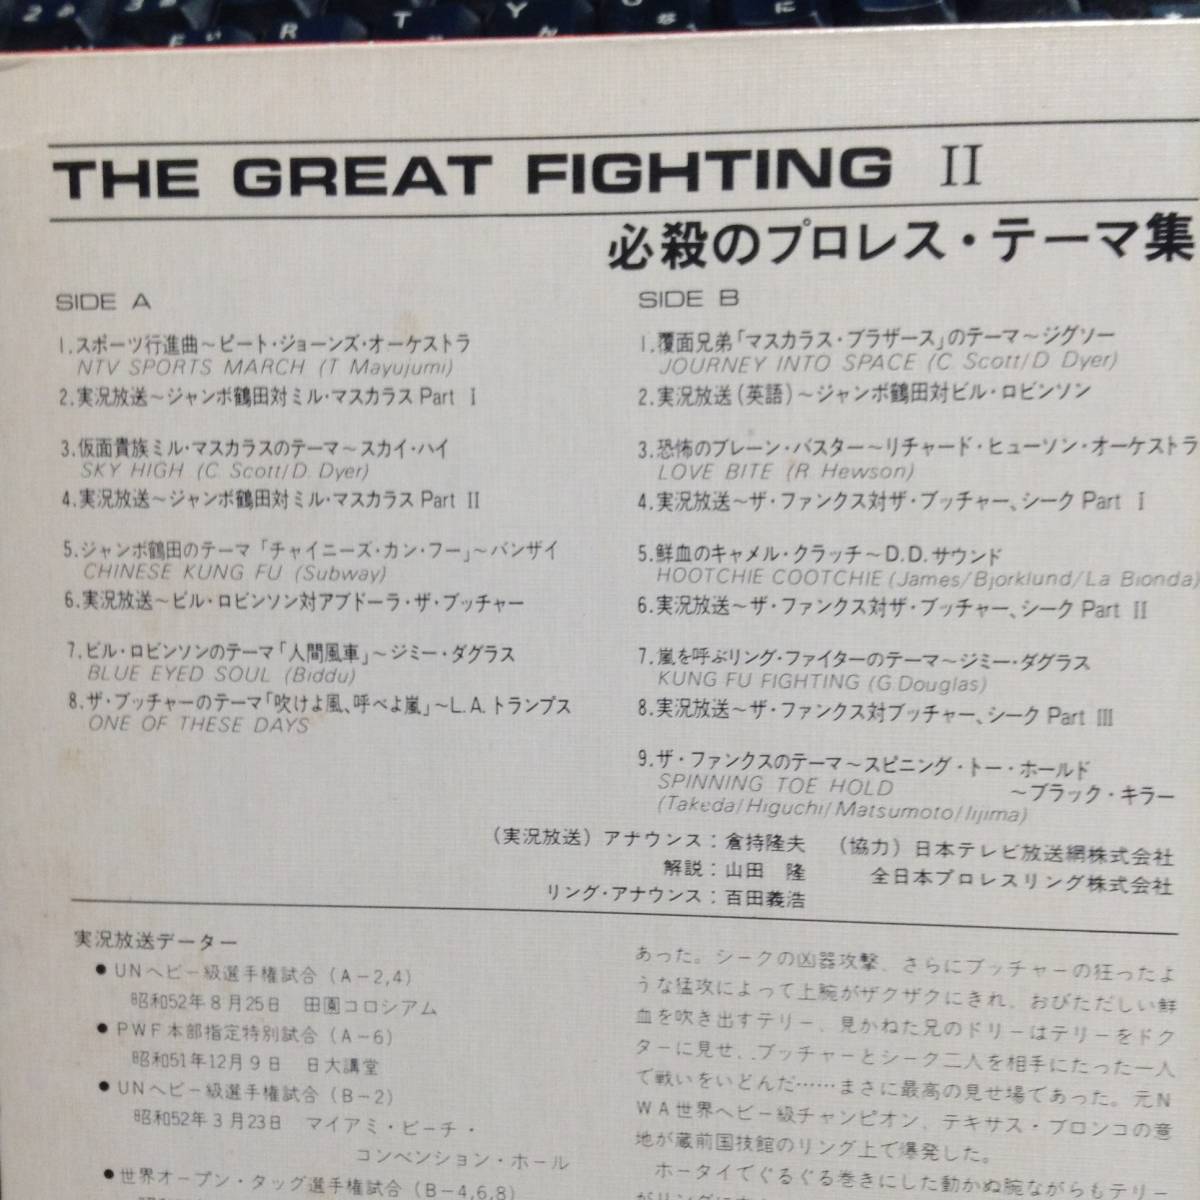 THE GREAT FIGHTING II
必殺のプロレス・テーマ集
SIDE A
1.スポーツ行進曲～ピート・ジョーンズ・オーケストラ
NTV SPORTS MARCH (T Mayujumi)
2.実況放送～ジャンボ鶴田対ミル・マスカラス Part I
3.仮面貴族ミル・マスカラスのテーマ～スカイ・ハイ
SKY HIGH (C. Scott/D. Dyer)
4.実況放送～ジャンボ鶴田対ミル・マスカラス Part II
5.ジャンボ鶴田のテーマ「チャイニーズ・カン・フー」～バンザイ
CHINESE KUNG FU (Subway)
6.実況放送～ビル・ロビンソン対アブドーラ・ザ・ブッチャー
7.ビル・ロビンソンのテーマ「人間風車」～ジミー・ダグラス
BLUE EYED SOUL (Biddu)
8.ザ・ブッチャーのテーマ「吹けよ風、呼べよ嵐」～L.A.トランプス
ONE OF THESE DAYS
SIDE B
1.覆面兄弟「マスカラス・ブラザース」のテーマ～ジグソー
JOURNEY INTO SPACE (C. Scott/D. Dyer)
2.実況放送(英語)～ジャンボ鶴田対ビル・ロビンソン
3.恐怖のブレーン・バスター～リチャード・ヒューソン・オーケストラ
LOVE BITE (R. Hewson)
4.実況放送～ザ・ファンクス対ザ・ブッチャー、シーク Part I
5.鮮血のキャメル・クラッチ～D.D.サウンド
HOOTCHIE COOTCHIE (James/Bjorklund/La Bionda)
6.実況放送～ザ・ファンクス対ザ・ブッチャー、シーク Part II
7.嵐を呼ぶリング・ファイターのテーマ～ジミー・ダグラス
KUNG FU FIGHTING (G.Douglas)
8.実況放送～ザ・ファンクス対ブッチャー、シーク Part III
9.ザ・ファンクスのテーマ～スピニング・トー・ホールド
SPINNING TOE HOLD ～ブラック・キラー
(Takeda/Higuchi/Matsumoto/Iijima)
(実況放送) アナウンス：倉持隆夫 (協力) 日本テレビ放送網株式会社
解説：山田 隆 全日本プロレスリング株式会社
リング・アナウンス：百田義浩
実況放送データー
●UNヘビー級選手権試合 (A-2,4)
昭和52年8月25日 田園コロシアム
●PWF本部指定特別試合 (A-6)
昭和51年12月9日 日大講堂
●UNヘビー級選手権試合 (B-2)
昭和52年3月23日 マイアミ・ビーチ・
コンベンション・ホール
●世界オープン・タッグ選手権試合 (B-4,6,8)
あった。シークの凶器攻撃、さらにブッチャーの狂ったよ
うな猛攻によって上腕がザクザクにきれ、おびただしい鮮
血を吹き出すテリー、見かねた兄のドリーはテリーをドク
ターに見せ、ブッチャーとシーク二人を相手にたった一人
で戦いをいどんだ……まさに最高の見せ場であった。元N
WA世界ヘビー級チャンピオン、テキサス・ブロンコの意
地が蔵前国技館のリング上で爆発した。
ホータイでぐるぐる巻きにした動かぬ腕ながらもテリー